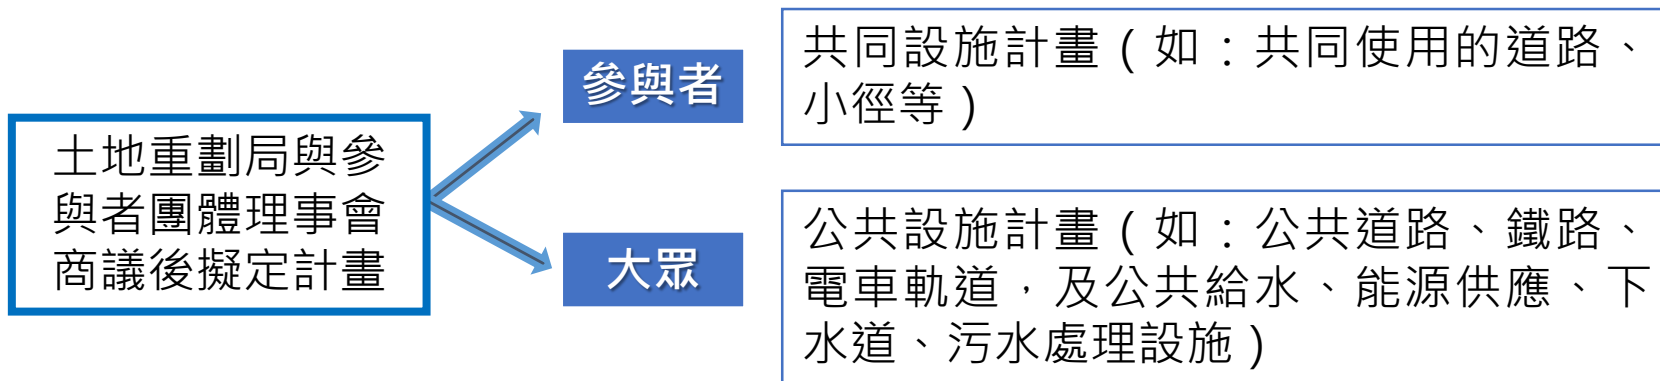 土地重劃局與參
與者團體理事會
商議後擬定計畫
參與者
共同設施計畫(如:共同使用的道路、
小徑等)
大眾
公共設施計畫(如:公共道路、鐵路、
電車軌道,及公共給水、能源供應、下
水道、污水處理設施)